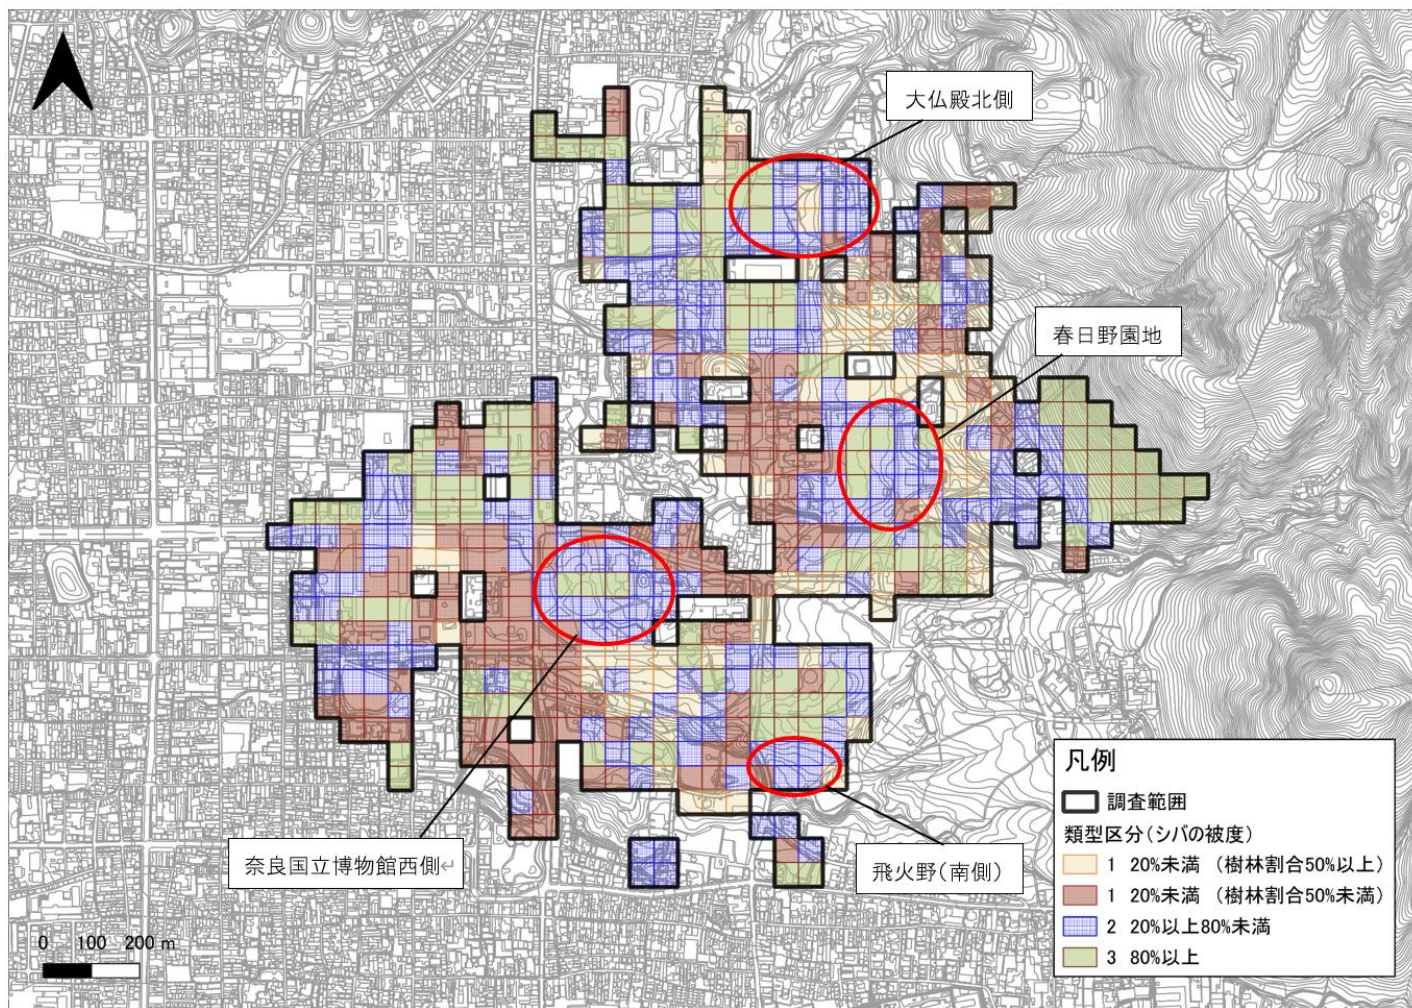 大仏殿北側
春日野園地
奈良国立博物館西側↵
飛火野(南側)
凡例
調査範囲
類型区分(シバの被度)
1 20%未満 (樹林割合50%以上)
1 20%未満 (樹林割合50%未満)
2 20%以上80%未満
3 80%以上
0 100 200 m